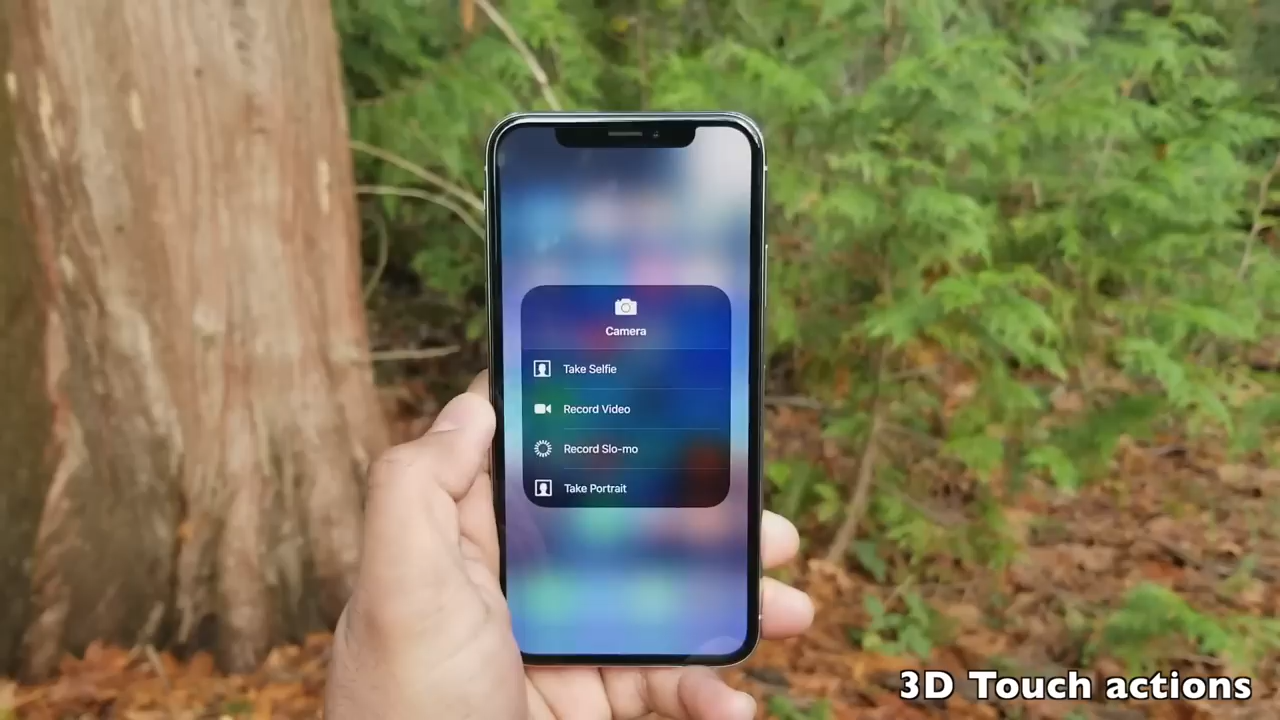 Camera
Take Selfie
Record Video
Record Slo-mo
Take Portrait
3D Touch actions